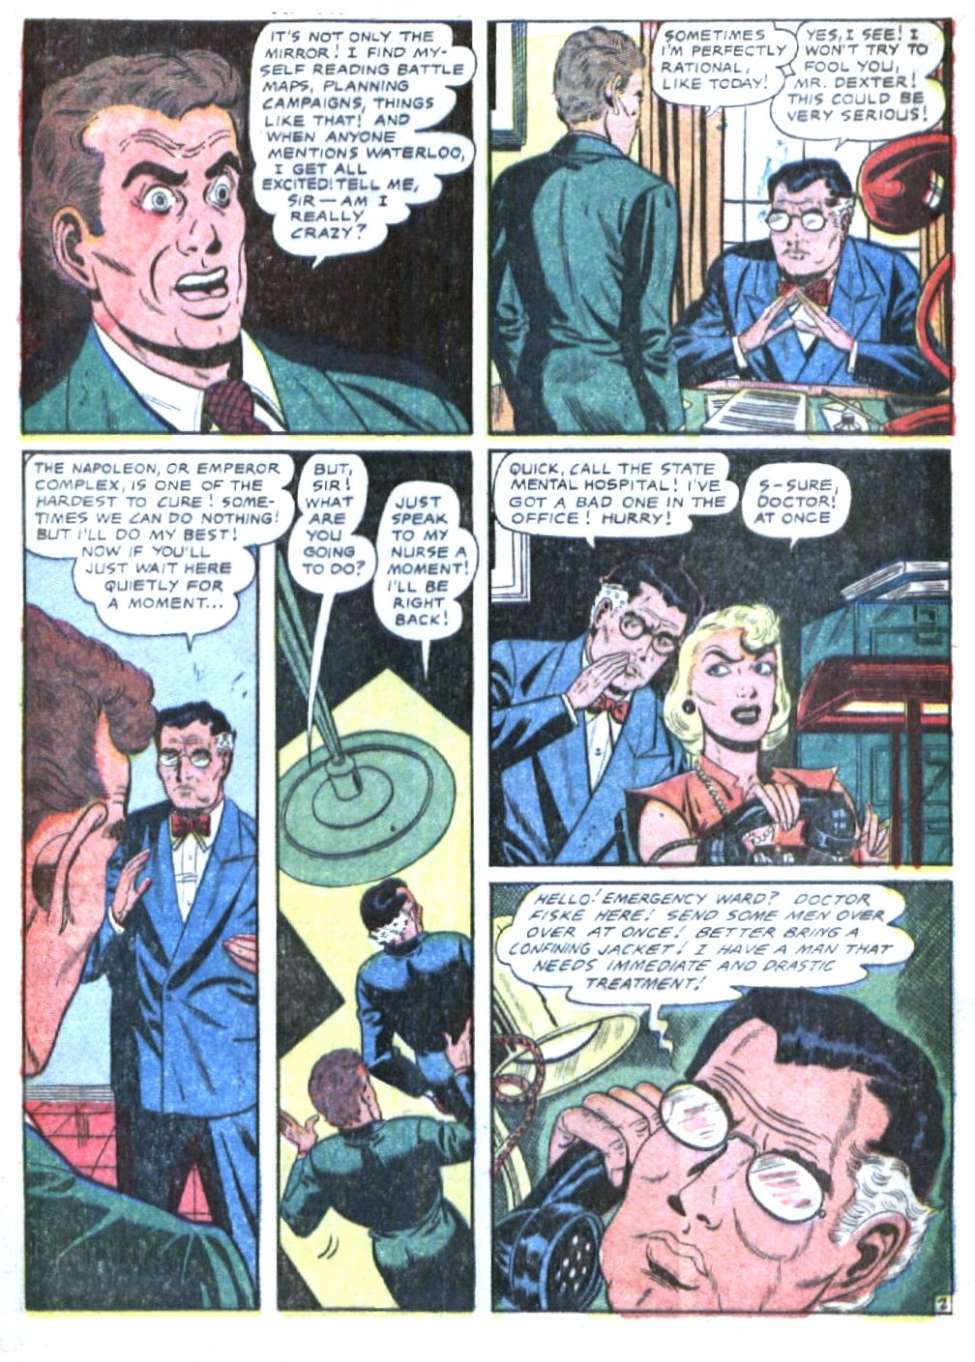 IT'S NOT ONLY THE
MIRROR! I FIND MY-
SELF READING BATTLE
MAPS, PLANNING
CAMPAIGNS, THINGS
LIKE THAT! AND
WHEN ANYONE
MENTIONS WATERLOO,
I GET ALL
EXCITED! TELL ME,
SIR — AM I
REALLY
CRAZY?
SOMETIMES
I'M PERFECTLY
RATIONAL,
LIKE TODAY!
YES, I SEE! I
WON'T TRY TO
FOOL YOU,
MR. DEXTER!
THIS COULD BE
VERY SERIOUS!
THE NAPOLEON, OR EMPEROR
COMPLEX, IS ONE OF THE
HARDEST TO CURE! SOME-
TIMES WE CAN DO NOTHING!
BUT I'LL DO MY BEST!
NOW IF YOU'LL
JUST WAIT HERE
QUIETLY FOR
A MOMENT...
BUT,
SIR!
WHAT
ARE
YOU
GOING
TO DO?
JUST
SPEAK
TO MY
NURSE A
MOMENT!
I'LL BE
RIGHT
BACK!
QUICK, CALL THE STATE
MENTAL HOSPITAL! I'VE
GOT A BAD ONE IN THE
OFFICE! HURRY!
S-SURE,
DOCTOR!
AT ONCE
HELLO! EMERGENCY WARD? DOCTOR
FISKE HERE! SEND SOME MEN OVER
OVER AT ONCE! BETTER BRING A
CONFINING JACKET! I HAVE A MAN THAT
NEEDS IMMEDIATE AND DRASTIC
TREATMENT!
2